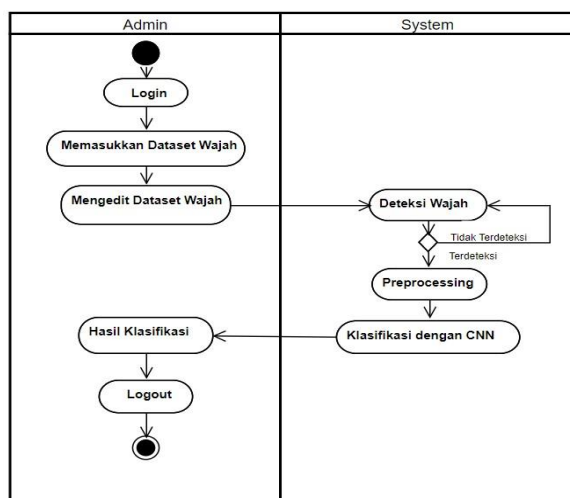 Admin
System
Login
Memasukkan Dataset Wajah
Mengedit Dataset Wajah
Deteksi Wajah
Tidak Terdeteksi
Terdeteksi
Preprocessing
Klasifikasi dengan CNN
Hasil Klasifikasi
Logout